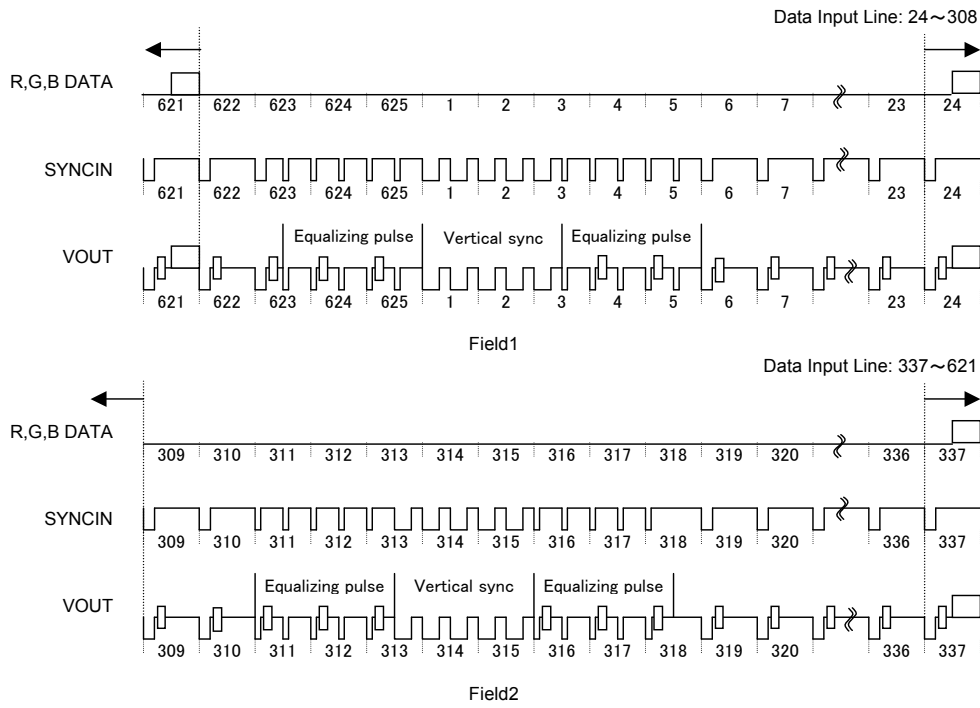 Data Input Line: 24～308
R,G,B DATA
621 622 623 624 625 1 2 3 4 5 6 7 23 24
SYNCIN
621 622 623 624 625 1 2 3 4 5 6 7 23 24
Equalizing pulse Vertical sync Equalizing pulse
VOUT
621 622 623 624 625 1 2 3 4 5 6 7 23 24
Field1
Data Input Line: 337～621
R,G,B DATA
309 310 311 312 313 314 315 316 317 318 319 320 336 337
SYNCIN
309 310 311 312 313 314 315 316 317 318 319 320 336 337
Equalizing pulse Vertical sync Equalizing pulse
VOUT
309 310 311 312 313 314 315 316 317 318 319 320 336 337
Field2